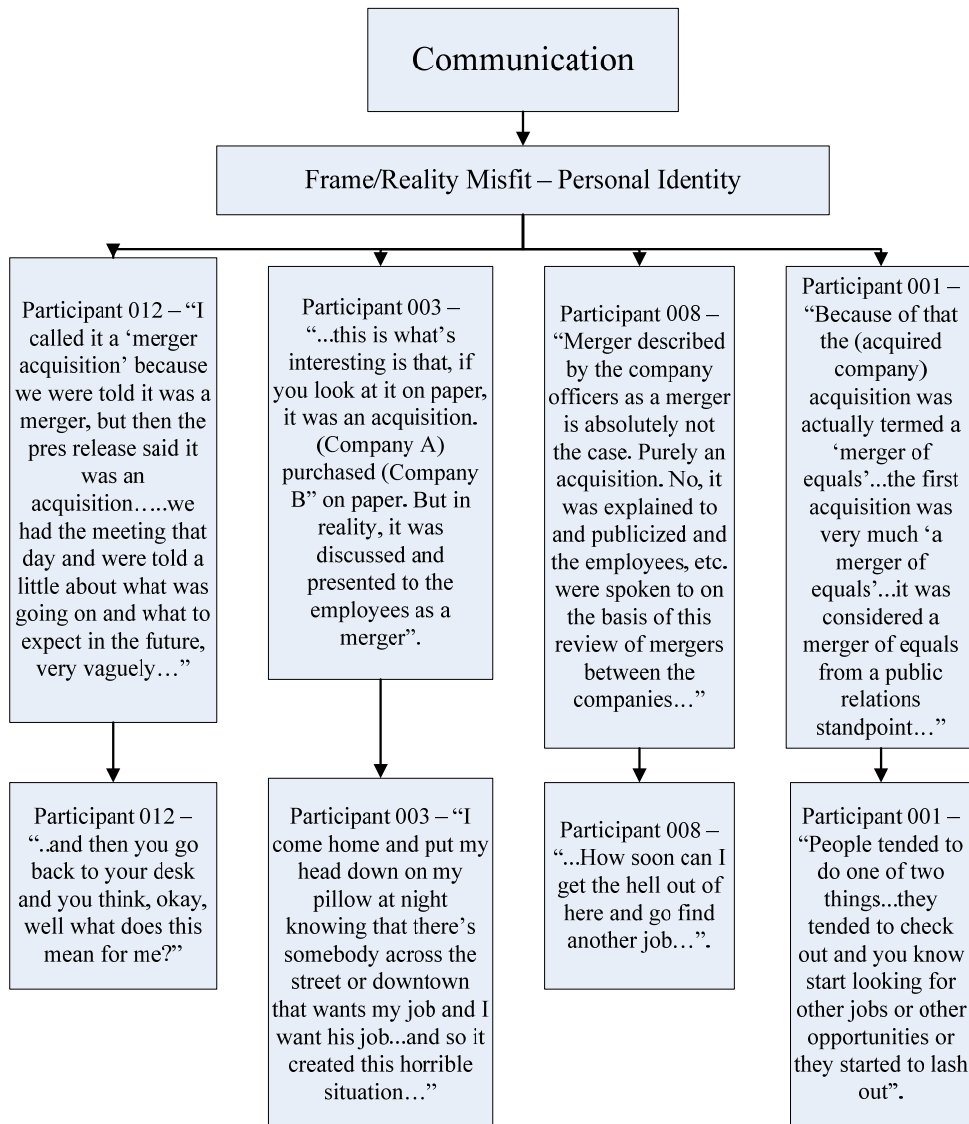 Communication
Frame/Reality Misfit – Personal Identity
Participant 012 – “I
called it a ‘merger
acquisition’ because
we were told it was a
merger, but then the
pres release said it
was an
acquisition…..we
had the meeting that
day and were told a
little about what was
going on and what to
expect in the future,
very vaguely…”
Participant 003 –
“...this is what’s
interesting is that, if
you look at it on paper,
it was an acquisition.
(Company A)
purchased (Company
B” on paper. But in
reality, it was
discussed and
presented to the
employees as a
merger”.
Participant 008 –
“Merger described
by the company
officers as a merger
is absolutely not
the case. Purely an
acquisition. No, it
was explained to
and publicized and
the employees, etc.
were spoken to on
the basis of this
review of mergers
between the
companies…”
Participant 001 –
“Because of that
the (acquired
company)
acquisition was
actually termed a
‘merger of
equals’...the first
acquisition was
very much ‘a
merger of
equals’...it was
considered a
merger of equals
from a public
relations
standpoint…”
Participant 012 –
“..and then you go
back to your desk
and you think, okay,
well what does this
mean for me?”
Participant 003 – “I
come home and put my
head down on my
pillow at night
knowing that there’s
somebody across the
street or downtown
that wants my job and I
want his job...and so it
created this horrible
situation…”
Participant 008 –
“...How soon can I
get the hell out of
here and go find
another job…”.
Participant 001 –
“People tended to
do one of two
things...they
tended to check
out and you know
start looking for
other jobs or other
opportunities or
they started to lash
out”.